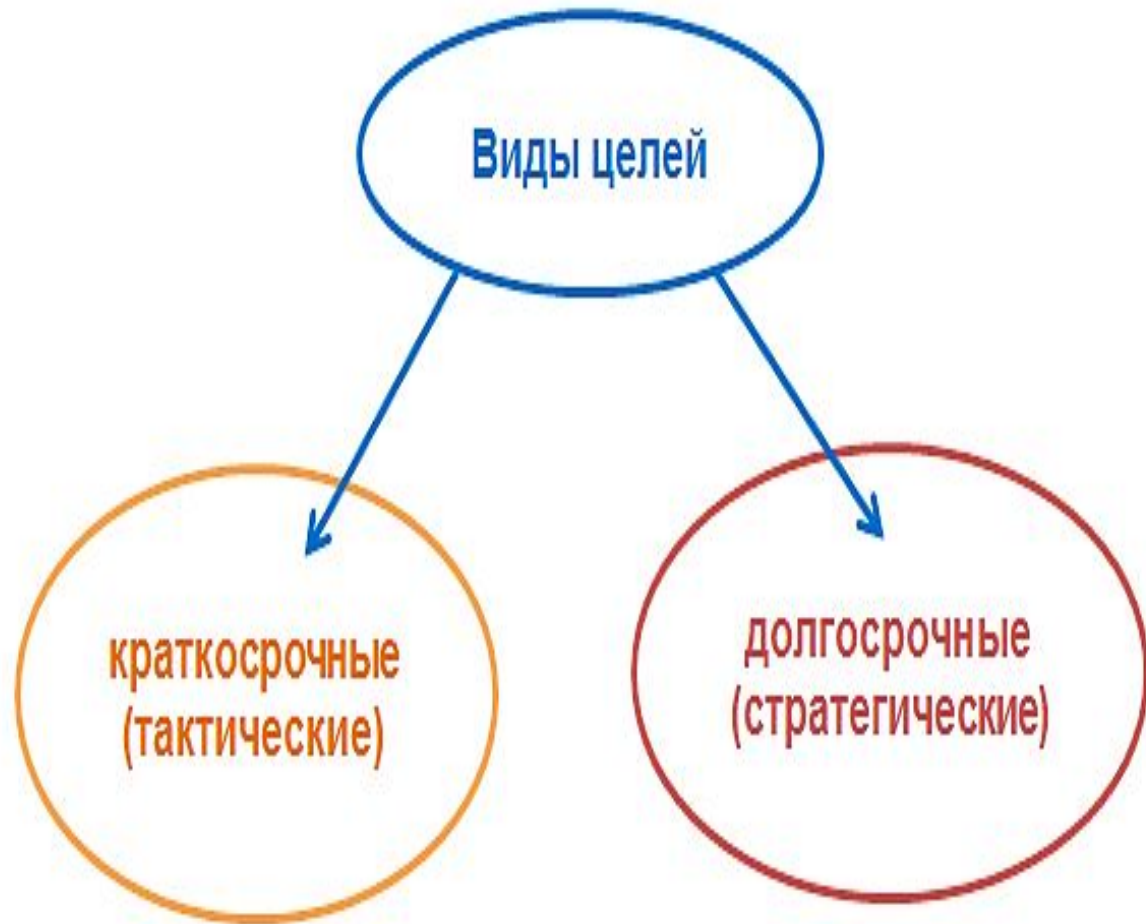 Виды целей
краткосрочные
(тактические)
долгосрочные
(стратегические)